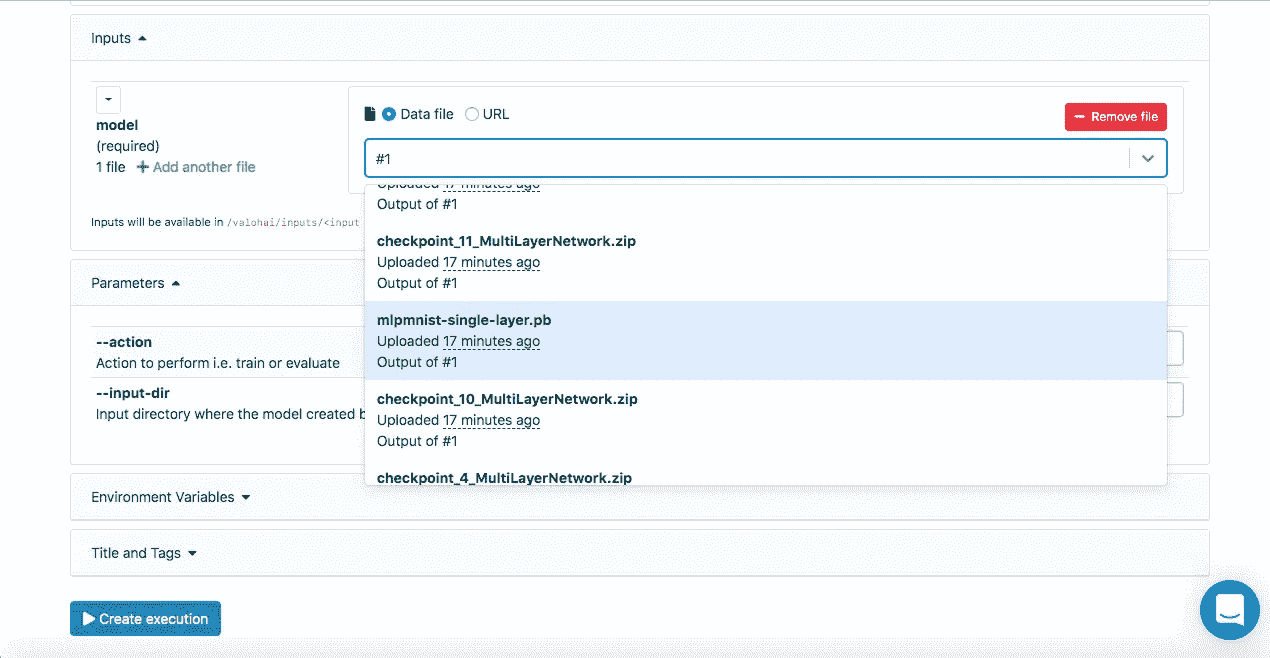 Inputs
model
(required)
1 file + Add another file
Data file URL
Remove file
#1
Uploaded 17 minutes ago
Output of #1
checkpoint_11_MultiLayerNetwork.zip
Uploaded 17 minutes ago
Output of #1
mlpmnist-single-layer.pb
Uploaded 17 minutes ago
Output of #1
checkpoint_10_MultiLayerNetwork.zip
Uploaded 17 minutes ago
Output of #1
checkpoint_4_MultiLayerNetwork.zip
Inputs will be available in /valohai/inputs/<input
Parameters
--action
Action to perform i.e. train or evaluate
--input-dir
Input directory where the model created b
Environment Variables
Title and Tags
Create execution